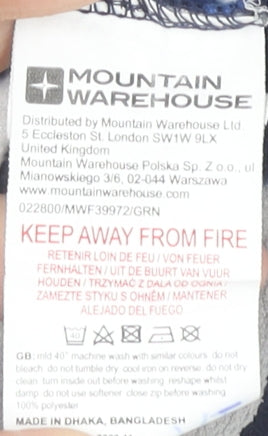 MOUNTAIN
WAREHOUSE
Distributed by Mountain Warehouse Ltd.
5 Eccleston St, London SW1W 9LX
United Kingdom
Mountain Warehouse Polska Sp. Z o.o., ul
Mianowskiego 3/6, 02-044 Warszawa
www.mountainwarehouse.com
022800/MWF39972/GRN
KEEP AWAY FROM FIRE
RETENIR LOIN DE FEU / VON FEUER
FERNHALTEN / UIT DE BUURT VAN VUUR
HOUDEN / TRZYMAĆ Z DALA OD OGNIA /
ZAMEZTE STYKU S OHNĚM / MANTENER
ALEJADO DEL FUEGO
40
GB: mild 40° machine wash with similar colours do not
bleach do not tumble dry cool iron on reverse do not dry
clean turn inside out before washing reshape whilst
damp do not use softener close zip before washing
100% polyester
MADE IN DHAKA, BANGLADESH